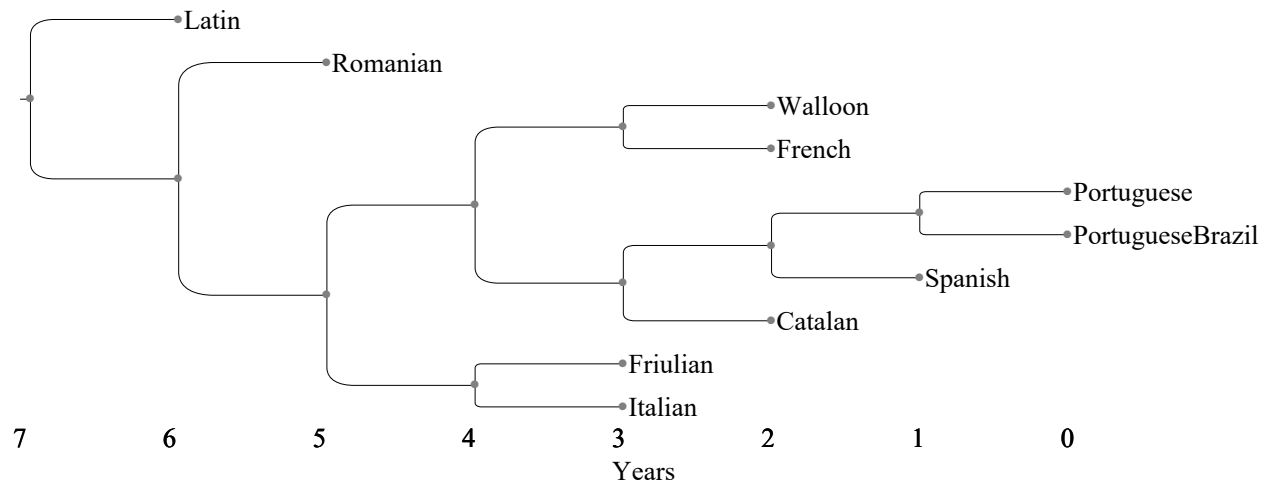 Latin
Romanian
Walloon
French
Portuguese
PortugueseBrazil
Spanish
Catalan
Friulian
Italian
7 6 5 4 3 2 1 0
Years